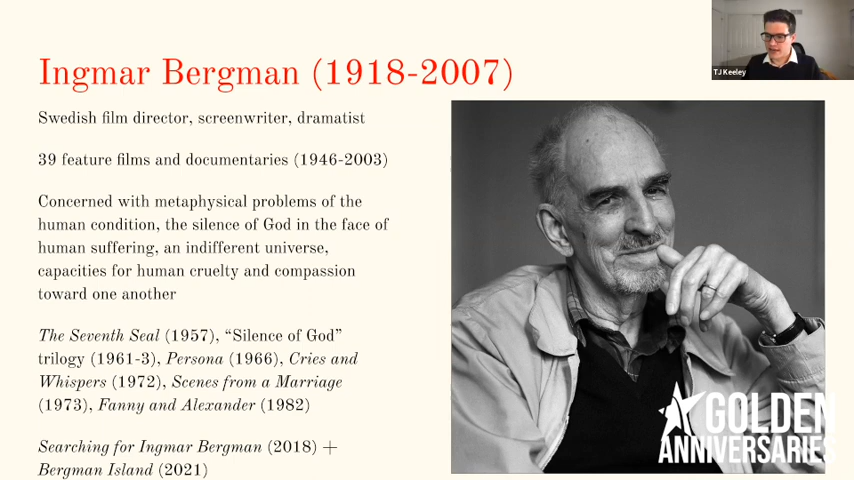 Ingmar Bergman (1918-2007)
Swedish film director, screenwriter, dramatist
39 feature films and documentaries (1946-2003)
Concerned with metaphysical problems of the
human condition, the silence of God in the face of
human suffering, an indifferent universe,
capacities for human cruelty and compassion
toward one another
The Seventh Seal (1957), “Silence of God”
trilogy (1961-3), Persona (1966), Cries and
Whispers (1972), Scenes from a Marriage
(1973), Fanny and Alexander (1982)
Searching for Ingmar Bergman (2018) +
Bergman Island (2021)
TJ Keeley
GOLDEN
ANNIVERSARIES